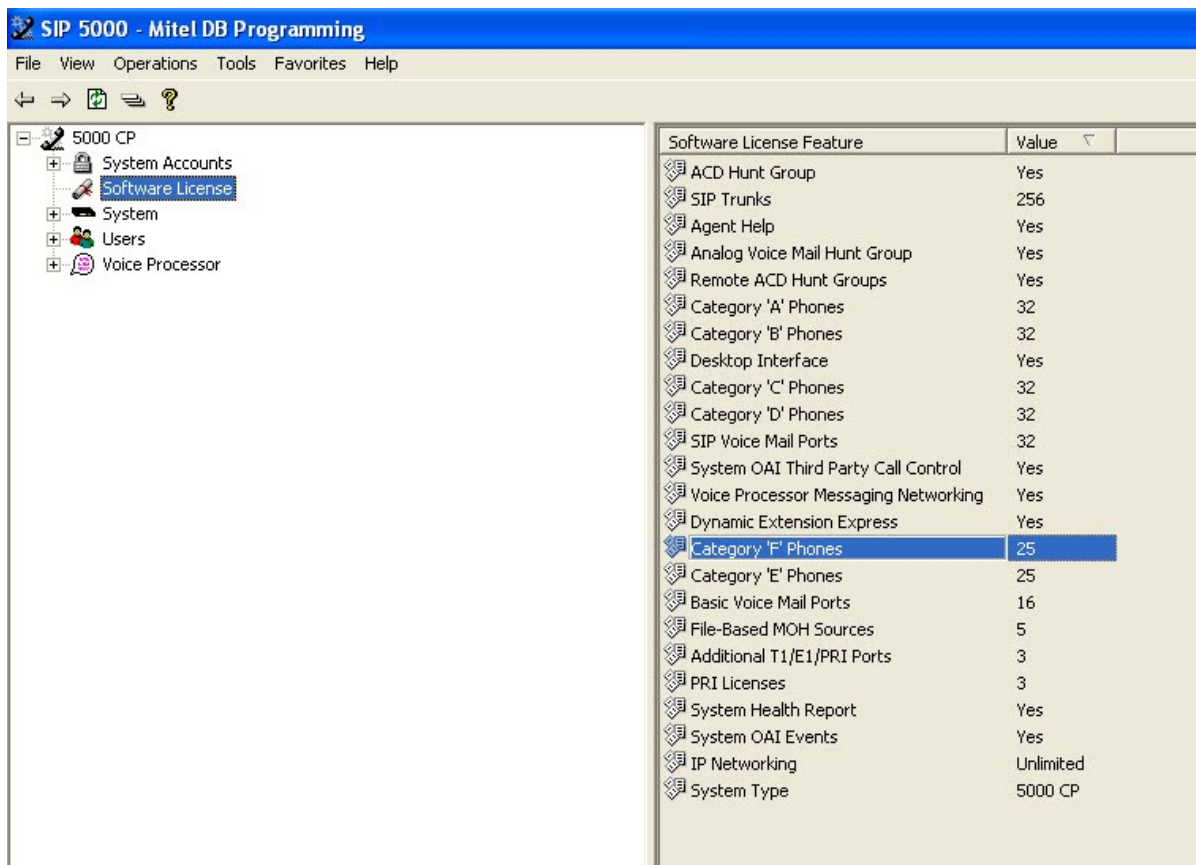 SIP 5000 - Mitel DB Programming
File View Operations Tools Favorites Help
5000 CP
System Accounts
Software License
System
Users
Voice Processor
Software License Feature Value
ACD Hunt Group Yes
SIP Trunks 256
Agent Help Yes
Analog Voice Mail Hunt Group Yes
Remote ACD Hunt Groups Yes
Category 'A' Phones 32
Category 'B' Phones 32
Desktop Interface Yes
Category 'C' Phones 32
Category 'D' Phones 32
SIP Voice Mail Ports 32
System OAI Third Party Call Control Yes
Voice Processor Messaging Networking Yes
Dynamic Extension Express Yes
Category 'F' Phones 25
Category 'E' Phones 25
Basic Voice Mail Ports 16
File-Based MOH Sources 5
Additional T1/E1/PRI Ports 3
PRI Licenses 3
System Health Report Yes
System OAI Events Yes
IP Networking Unlimited
System Type 5000 CP